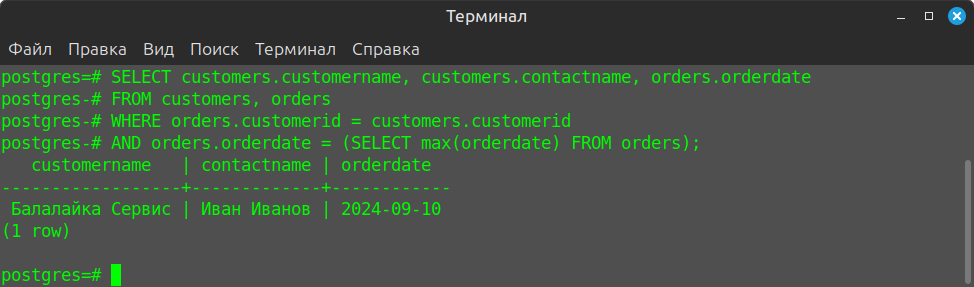 Терминал
Файл Правка Вид Поиск Терминал Справка
postgres=# SELECT customers.customername, customers.contactname, orders.orderdate
postgres-# FROM customers, orders
postgres-# WHERE orders.customerid = customers.customerid
postgres-# AND orders.orderdate = (SELECT max(orderdate) FROM orders);
   customername   | contactname | orderdate
------------------+-------------+------------
 Балалайка Сервис | Иван Иванов | 2024-09-10
(1 row)
postgres=#